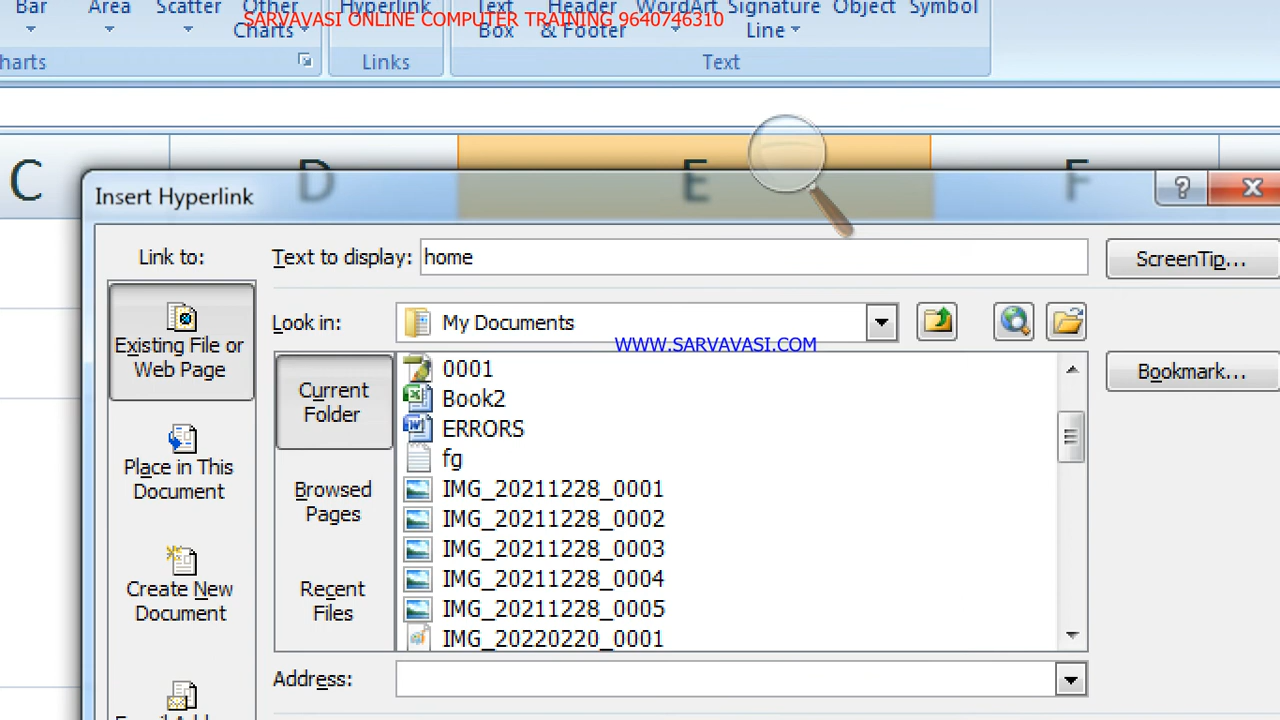 Bar Area Scatter Other Charts Hyperlink Text Box Header & Footer WordArt Signature Line Object Symbol
SARVAVASI ONLINE COMPUTER TRAINING 9640746310
Links Text
C D E F
Insert Hyperlink
Link to: Text to display: home ScreenTip...
Look in: My Documents
WWW.SARVAVASI.COM
Existing File or
Web Page
Place in This
Document
Create New
Document
Current
Folder
Browsed
Pages
Recent
Files
0001
Book2
ERRORS
fg
IMG_20211228_0001
IMG_20211228_0002
IMG_20211228_0003
IMG_20211228_0004
IMG_20211228_0005
IMG_20220220_0001
Bookmark...
Address: